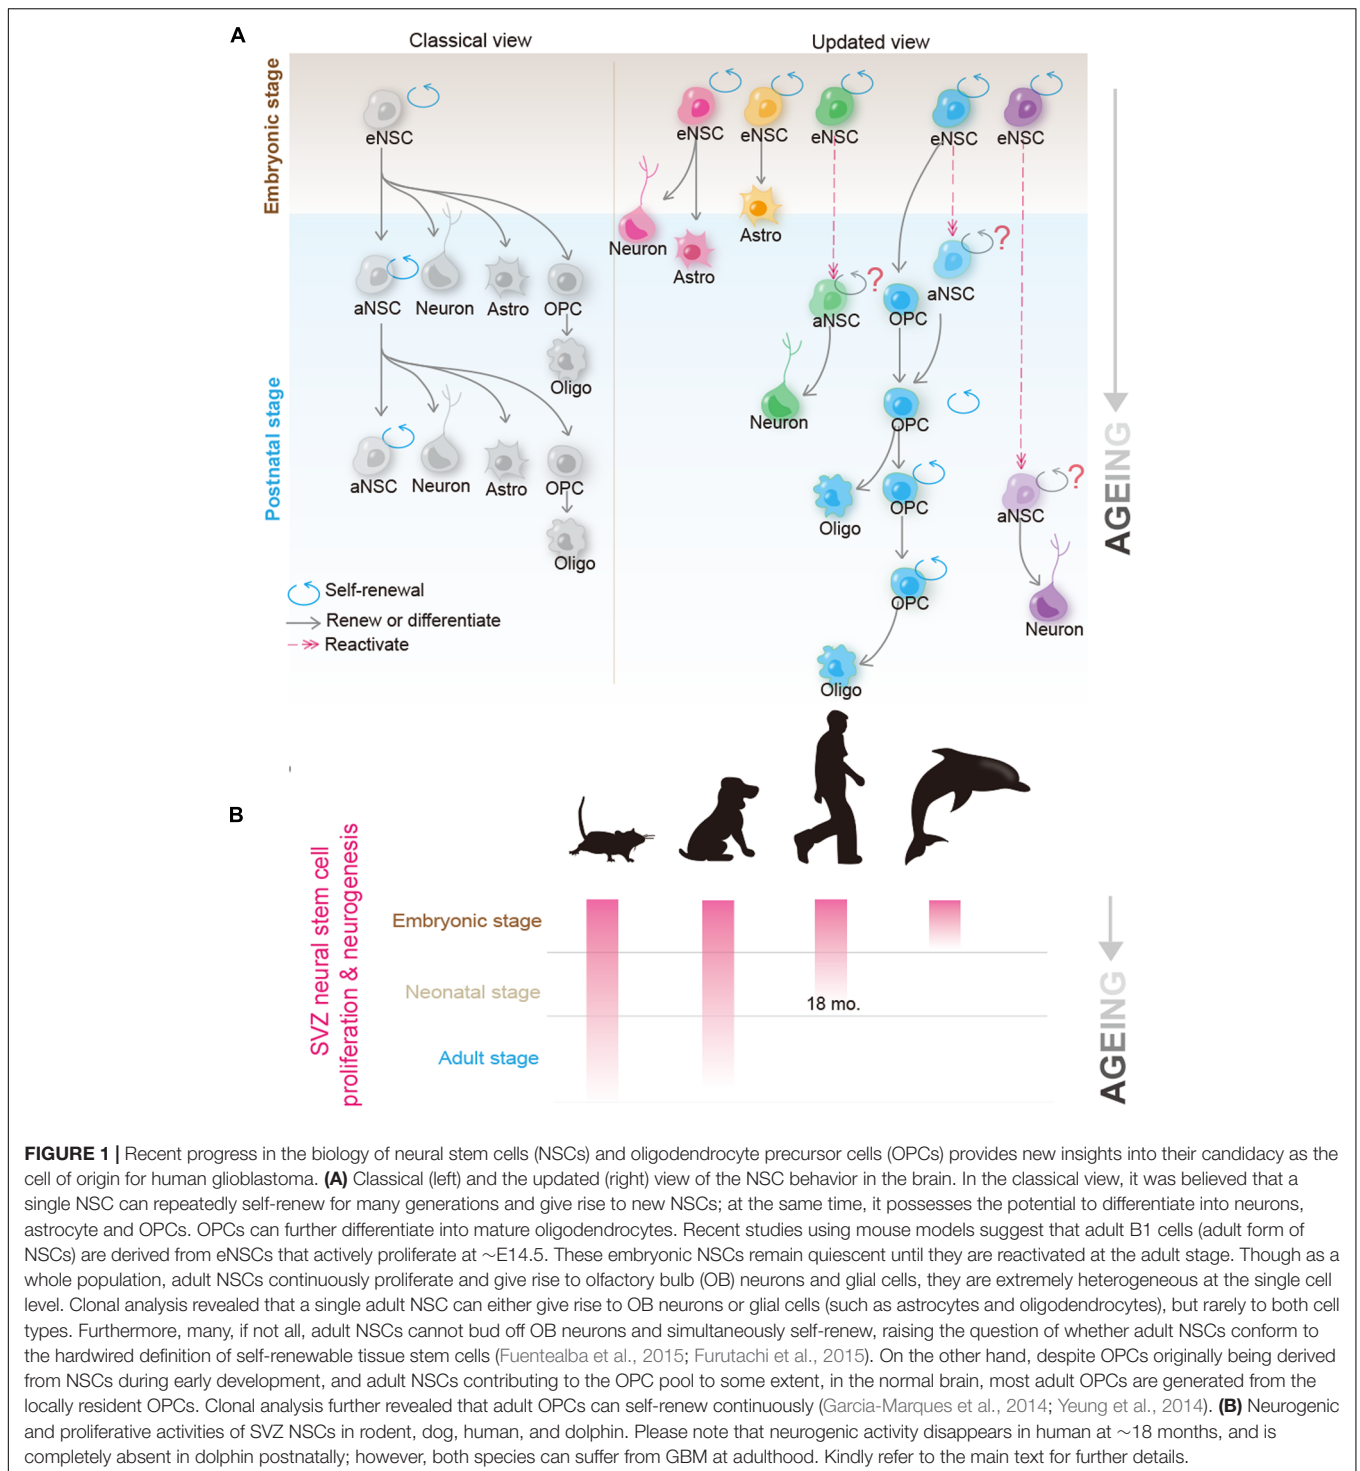 A
Classical view
Updated view
Embryonic stage
Postnatal stage
eNSC
eNSC
eNSC
eNSC
eNSC
eNSC
Neuron
Astro
Astro
aNSC
Neuron
Astro
OPC
Oligo
aNSC
?
OPC
aNSC
?
Neuron
OPC
aNSC
Neuron
Astro
OPC
Oligo
Oligo
OPC
aNSC
?
OPC
Neuron
Oligo
Self-renewal
Renew or differentiate
Reactivate
AGEING
B
SVZ neural stem cell
proliferation & neurogenesis
Embryonic stage
Neonatal stage
18 mo.
Adult stage
AGEING
FIGURE 1 | Recent progress in the biology of neural stem cells (NSCs) and oligodendrocyte precursor cells (OPCs) provides new insights into their candidacy as the
cell of origin for human glioblastoma. (A) Classical (left) and the updated (right) view of the NSC behavior in the brain. In the classical view, it was believed that a
single NSC can repeatedly self-renew for many generations and give rise to new NSCs; at the same time, it possesses the potential to differentiate into neurons,
astrocyte and OPCs. OPCs can further differentiate into mature oligodendrocytes. Recent studies using mouse models suggest that adult B1 cells (adult form of
NSCs) are derived from eNSCs that actively proliferate at ∼E14.5. These embryonic NSCs remain quiescent until they are reactivated at the adult stage. Though as a
whole population, adult NSCs continuously proliferate and give rise to olfactory bulb (OB) neurons and glial cells, they are extremely heterogeneous at the single cell
level. Clonal analysis revealed that a single adult NSC can either give rise to OB neurons or glial cells (such as astrocytes and oligodendrocytes), but rarely to both cell
types. Furthermore, many, if not all, adult NSCs cannot bud off OB neurons and simultaneously self-renew, raising the question of whether adult NSCs conform to
the hardwired definition of self-renewable tissue stem cells (Fuentealba et al., 2015; Furutachi et al., 2015). On the other hand, despite OPCs originally being derived
from NSCs during early development, and adult NSCs contributing to the OPC pool to some extent, in the normal brain, most adult OPCs are generated from the
locally resident OPCs. Clonal analysis further revealed that adult OPCs can self-renew continuously (Garcia-Marques et al., 2014; Yeung et al., 2014). (B) Neurogenic
and proliferative activities of SVZ NSCs in rodent, dog, human, and dolphin. Please note that neurogenic activity disappears in human at ∼18 months, and is
completely absent in dolphin postnatally; however, both species can suffer from GBM at adulthood. Kindly refer to the main text for further details.